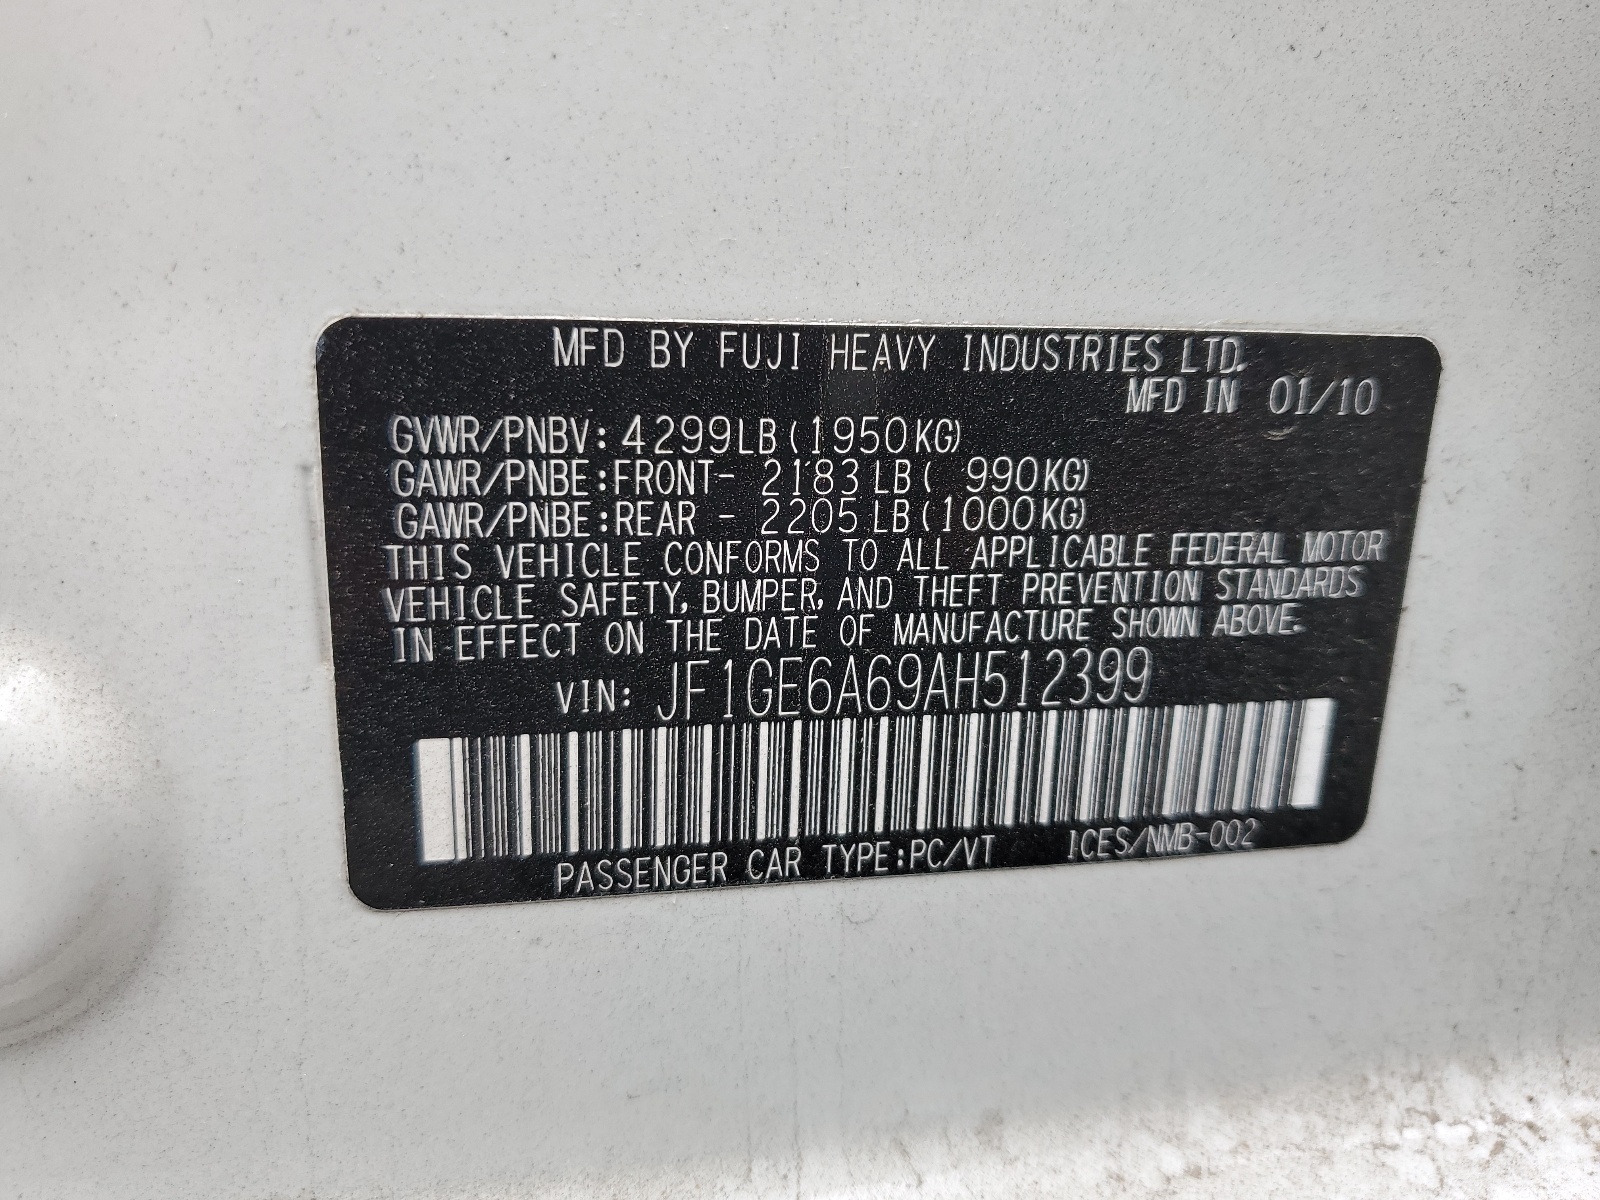 MFD BY FUJI HEAVY INDUSTRIES LTD.
MFD IN 01/10
GVWR/PNBV: 4299LB(1950KG)
GAWR/PNBE:FRONT- 2183LB( 990KG)
GAWR/PNBE:REAR - 2205LB(1000KG)
THIS VEHICLE CONFORMS TO ALL APPLICABLE FEDERAL MOTOR
VEHICLE SAFETY, BUMPER, AND THEFT PREVENTION STANDARDS
IN EFFECT ON THE DATE OF MANUFACTURE SHOWN ABOVE.
VIN: JF1GE6A69AH512399
PASSENGER CAR TYPE:PC/VT ICES/NMB-002